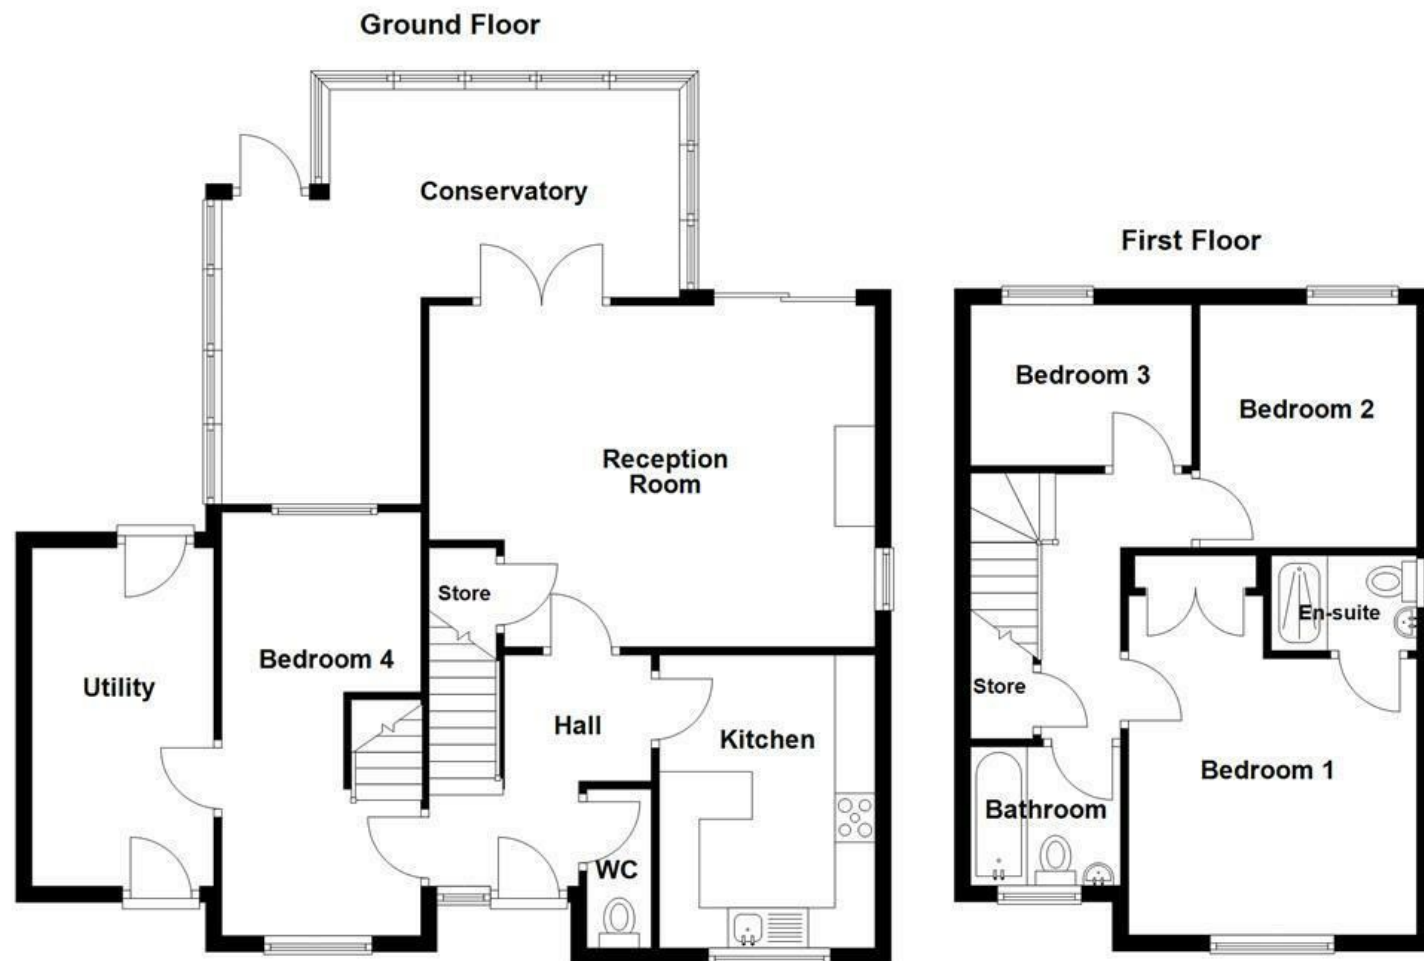 Ground Floor
Conservatory
Reception
Room
Store
Bedroom 4
Utility
Hall
Kitchen
WC
First Floor
Bedroom 3
Bedroom 2
En-suite
Store
Bedroom 1
Bathroom